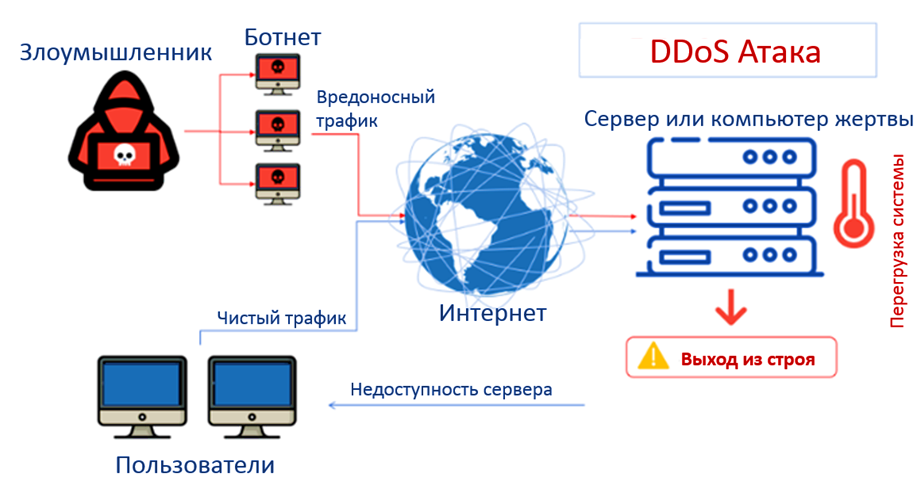 DDoS Атака
Злоумышленник
Ботнет
Вредоносный
трафик
Сервер или компьютер жертвы
Перегрузка системы
Интернет
Чистый трафик
Выход из строя
Недоступность сервера
Пользователи